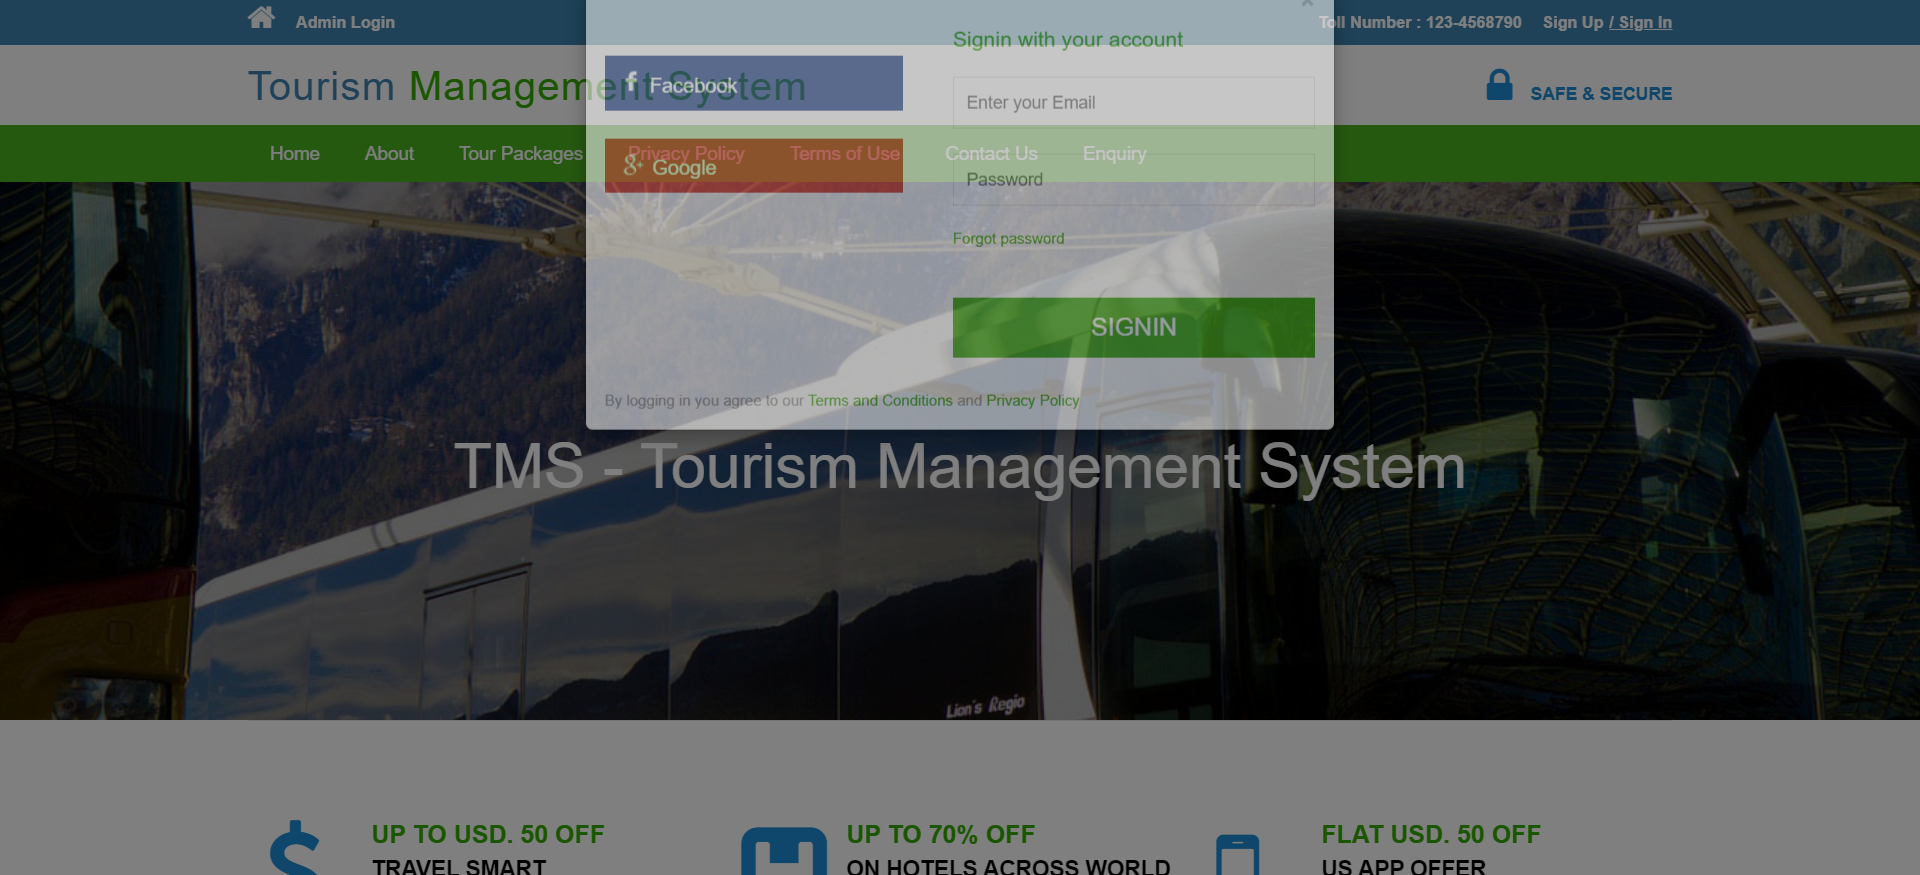 Admin Login
Toll Number : 123-4568790
Sign Up / Sign In
Signin with your account
Tourism Management System
Facebook
SAFE & SECURE
Enter your Email
Home
About
Tour Packages
Privacy Policy
Terms of Use
Contact Us
Enquiry
Google
Password
Forgot password
SIGNIN
By logging in you agree to our Terms and Conditions and Privacy Policy
TMS - Tourism Management System
Lion's Regio
UP TO USD. 50 OFF
TRAVEL SMART
UP TO 70% OFF
ON HOTELS ACROSS WORLD
FLAT USD. 50 OFF
US APP OFFER